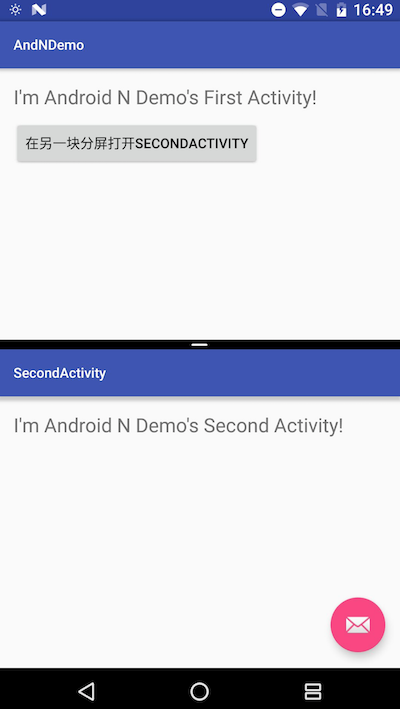 16:49
AndNDemo
I'm Android N Demo's First Activity!
在另一块分屏打开SECONDACTIVITY
SecondActivity
I'm Android N Demo's Second Activity!